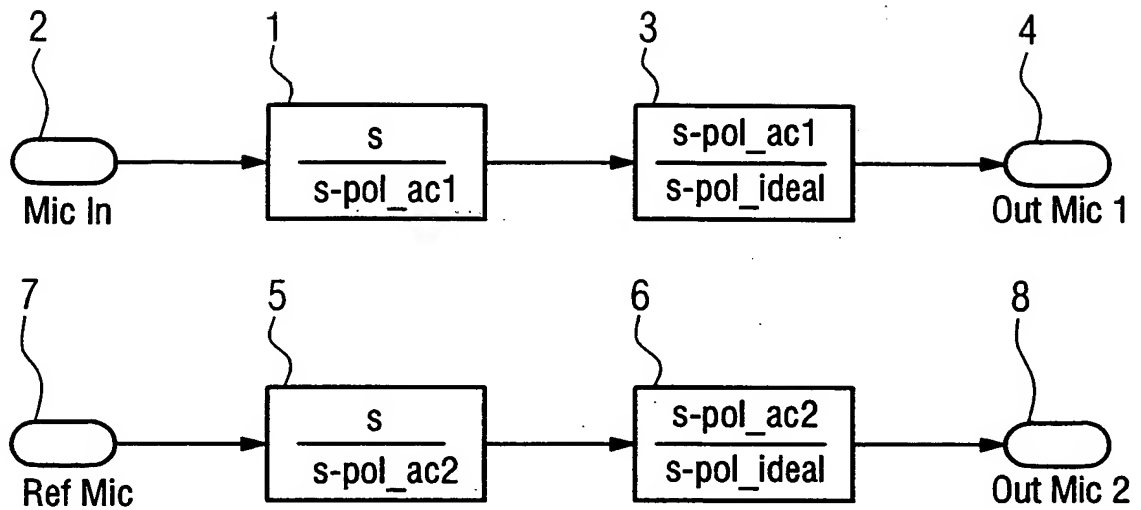 2
1
3
4
s
s-pol_ac1
s-pol_ac1
s-pol_ideal
Mic In
Out Mic 1
7
5
6
8
s
s-pol_ac2
s-pol_ac2
s-pol_ideal
Ref Mic
Out Mic 2